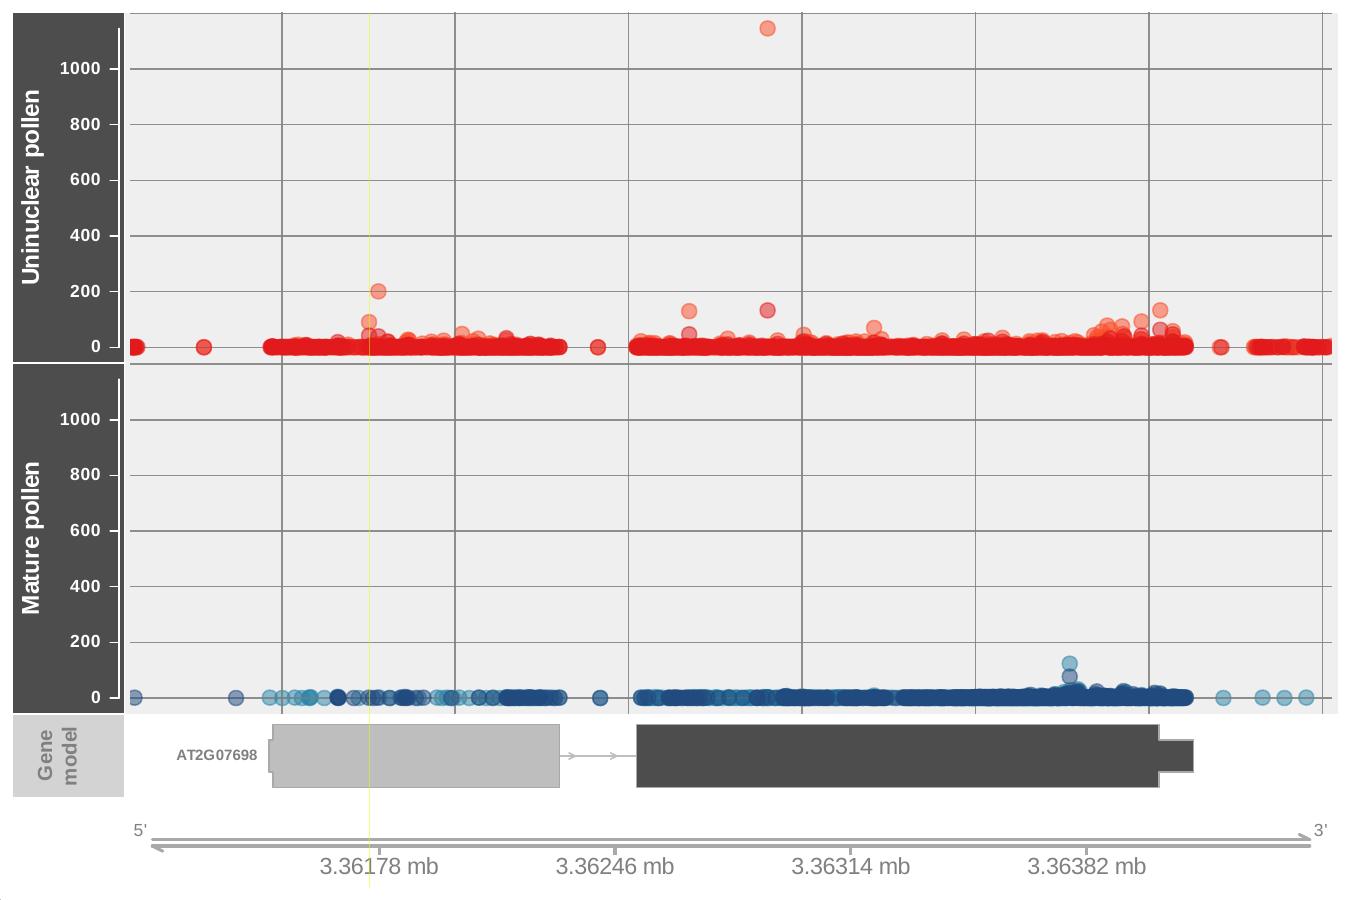 Uninuclear pollen
1000
800
600
400
200
0
Mature pollen
1000
800
600
400
200
0
Gene
model
AT2G07698
5'
3'
3.36178 mb
3.36246 mb
3.36314 mb
3.36382 mb